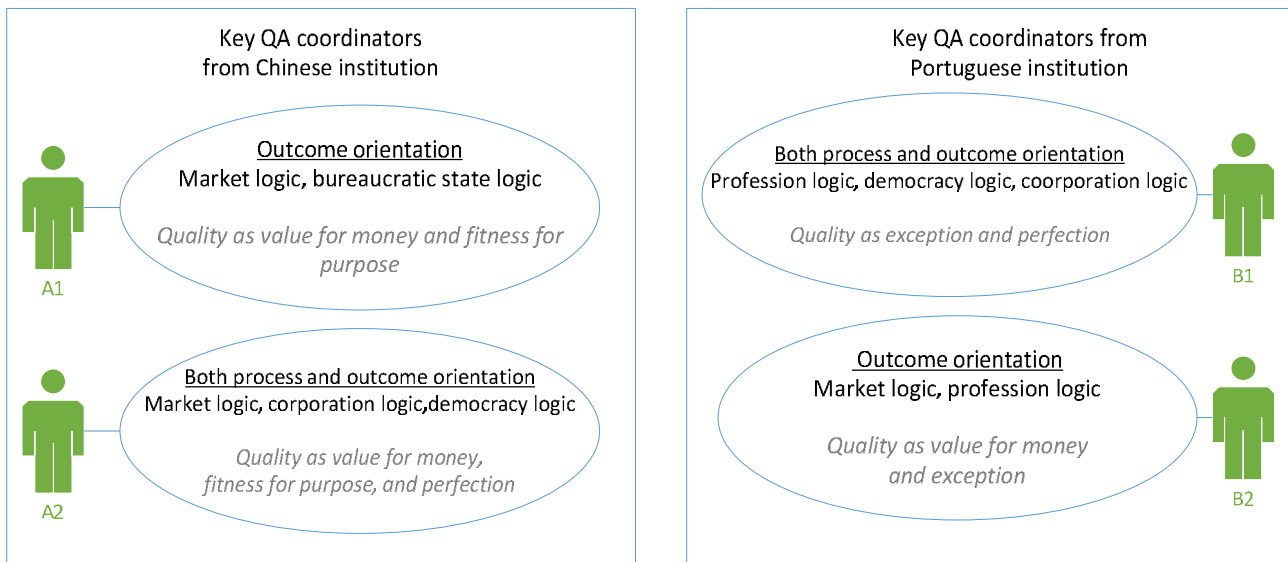 Key QA coordinators
from Chinese institution
Outcome orientation
Market logic, bureaucratic state logic
Quality as value for money and fitness for
purpose
A1
Both process and outcome orientation
Market logic, corporation logic,democracy logic
Quality as value for money,
fitness for purpose, and perfection
A2
Key QA coordinators from
Portuguese institution
Both process and outcome orientation
Profession logic, democracy logic, coorporation logic
Quality as exception and perfection
B1
Outcome orientation
Market logic, profession logic
Quality as value for money
and exception
B2